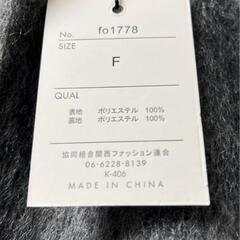 No. fo1778
SIZE
F
QUAL
表地 ポリエステル 100%
裏地 ポリエステル 100%
協同組合関西ファッション連合
06-6228-8139
K-406
MADE IN CHINA